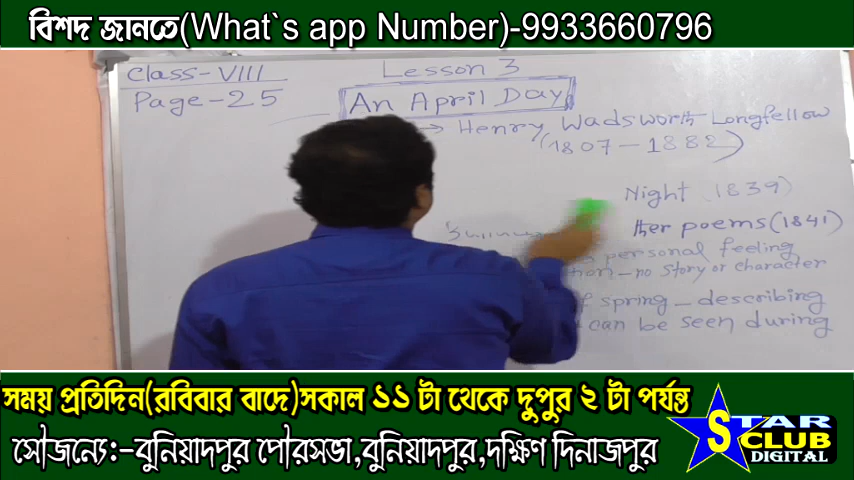 বিশদ জানতে(What`s app Number)-9933660796
Class-VIII
Page-25
Lesson 3
An April Day
→ Henry Wadsworth Longfellow
(1807-1882)
Night (1839)
ther poems (1841)
personal feeling
no story or character
f spring - describing
can be seen during
সময় প্রতিদিন(রবিবার বাদে)সকাল ১১ টা থেকে দুপুর ২ টা পর্যন্ত
সৌজন্যে:-বুনিয়াদপুর পৌরসভা,বুনিয়াদপুর,দক্ষিণ দিনাজপুর
STAR
CLUB
DIGITAL